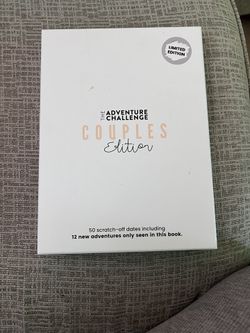 LIMITED
EDITION
THE ADVENTURE
CHALLENGE
COUPLES
Edition
50 scratch-off dates including
12 new adventures only seen in this book.